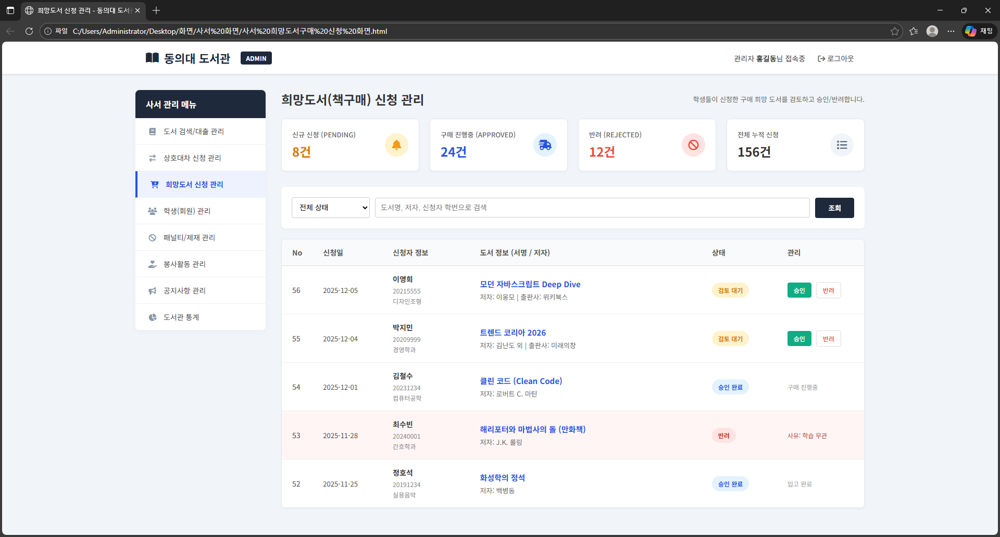 희망도서 신청 관리 - 동의대 도서관
파일 C:/Users/Administrator/Desktop/화면/사서%20화면/사서%20희망도서구매%20신청%20화면.html
채팅
동의대 도서관 ADMIN
관리자 홍길동님 접속중 로그아웃
사서 관리 메뉴
도서 검색/대출 관리
상호대차 신청 관리
희망도서 신청 관리
학생(회원) 관리
패널티/제재 관리
봉사활동 관리
공지사항 관리
도서관 통계
희망도서(책구매) 신청 관리
학생들이 신청한 구매 희망 도서를 검토하고 승인/반려합니다.
신규 신청 (PENDING)
8건
구매 진행중 (APPROVED)
24건
반려 (REJECTED)
12건
전체 누적 신청
156건
전체 상태
도서명, 저자, 신청자 학번으로 검색
조회
No 신청일 신청자 정보 도서 정보 (서명 / 저자) 상태 관리
56 2025-12-05
이영희
20215555
디자인조형
모던 자바스크립트 Deep Dive
저자: 이웅모 | 출판사: 위키북스
검토 대기
승인 반려
55 2025-12-04
박지민
20209999
경영학과
트렌드 코리아 2026
저자: 김난도 외 | 출판사: 미래의창
검토 대기
승인 반려
54 2025-12-01
김철수
20231234
컴퓨터공학
클린 코드 (Clean Code)
저자: 로버트 C. 마틴
승인 완료
구매 진행중
53 2025-11-28
최수빈
20240001
간호학과
해리포터와 마법사의 돌 (만화책)
저자: J.K. 롤링
반려
사유: 학습 무관
52 2025-11-25
정호석
20191234
실용음악
화성학의 정석
저자: 백병동
승인 완료
입고 완료